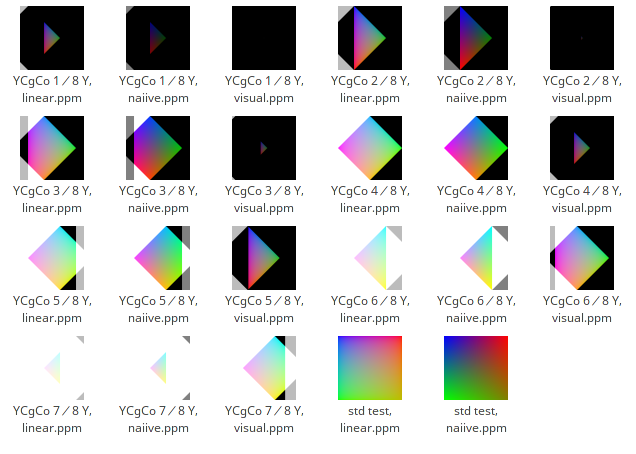 YCgCo 1 ⁄ 8 Y,
linear.ppm
YCgCo 1 ⁄ 8 Y,
naiive.ppm
YCgCo 1 ⁄ 8 Y,
visual.ppm
YCgCo 2 ⁄ 8 Y,
linear.ppm
YCgCo 2 ⁄ 8 Y,
naiive.ppm
YCgCo 2 ⁄ 8 Y,
visual.ppm
YCgCo 3 ⁄ 8 Y,
linear.ppm
YCgCo 3 ⁄ 8 Y,
naiive.ppm
YCgCo 3 ⁄ 8 Y,
visual.ppm
YCgCo 4 ⁄ 8 Y,
linear.ppm
YCgCo 4 ⁄ 8 Y,
naiive.ppm
YCgCo 4 ⁄ 8 Y,
visual.ppm
YCgCo 5 ⁄ 8 Y,
linear.ppm
YCgCo 5 ⁄ 8 Y,
naiive.ppm
YCgCo 5 ⁄ 8 Y,
visual.ppm
YCgCo 6 ⁄ 8 Y,
linear.ppm
YCgCo 6 ⁄ 8 Y,
naiive.ppm
YCgCo 6 ⁄ 8 Y,
visual.ppm
YCgCo 7 ⁄ 8 Y,
linear.ppm
YCgCo 7 ⁄ 8 Y,
naiive.ppm
YCgCo 7 ⁄ 8 Y,
visual.ppm
std test,
linear.ppm
std test,
naiive.ppm